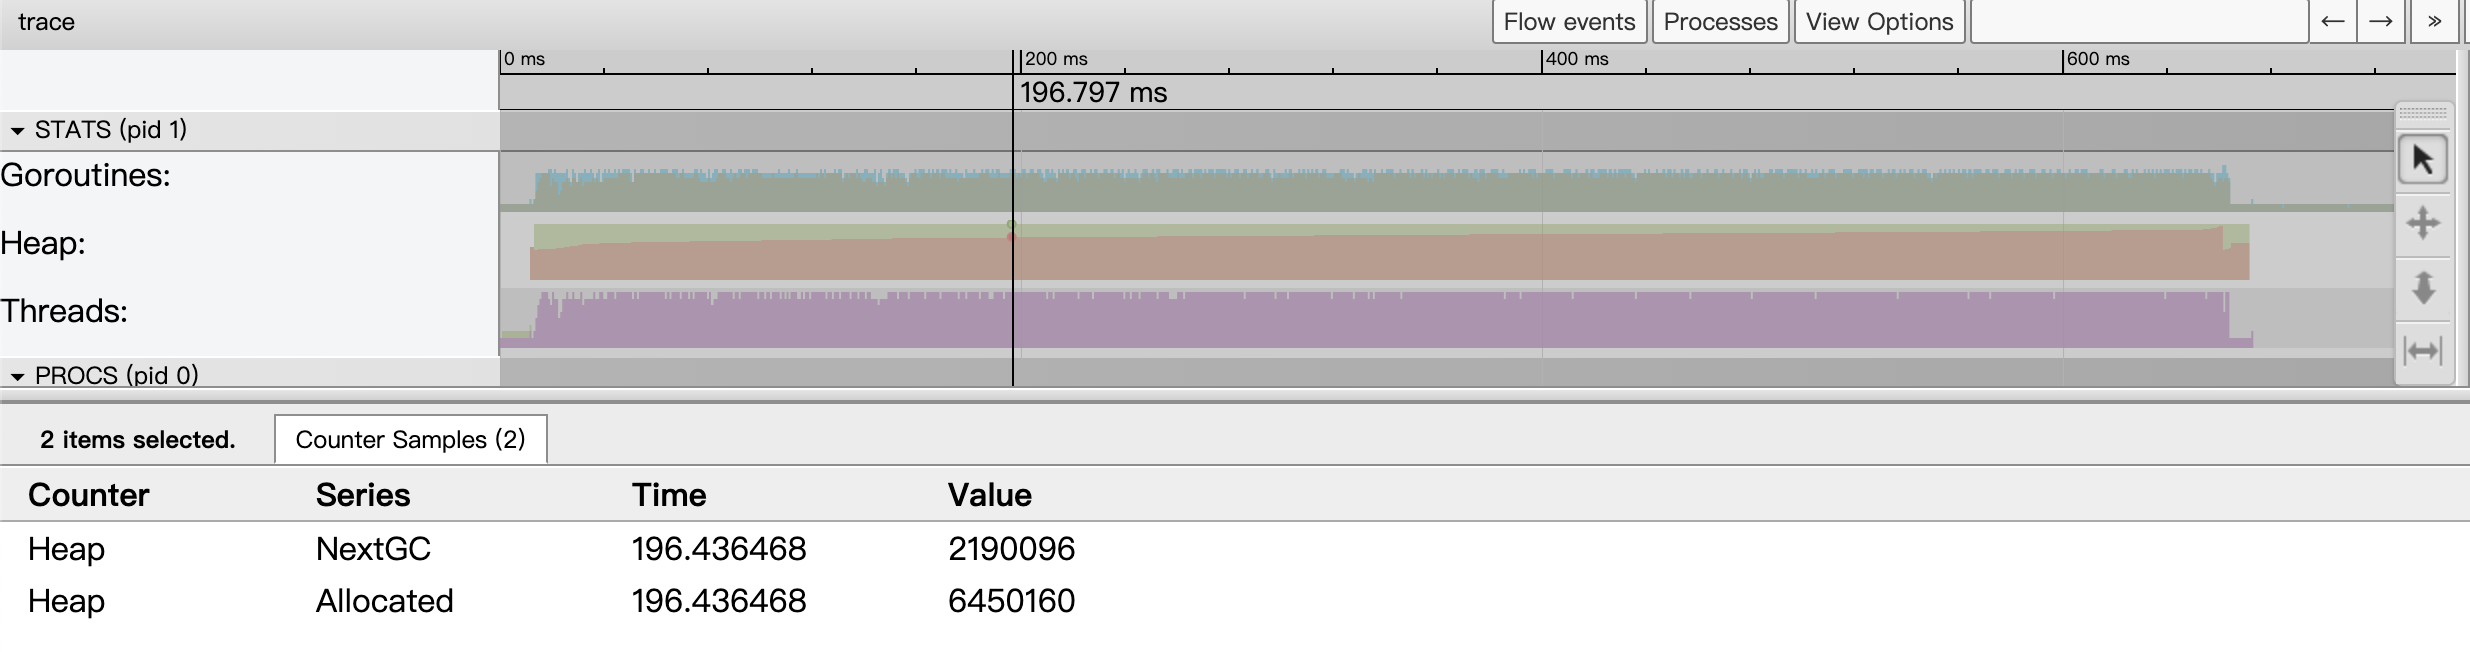 trace Flow events Processes View Options ← → »
0 ms 200 ms 400 ms 600 ms
196.797 ms
STATS (pid 1)
Goroutines:
Heap:
Threads:
PROCS (pid 0)
2 items selected. Counter Samples (2)
Counter Series Time Value
Heap NextGC 196.436468 2190096
Heap Allocated 196.436468 6450160